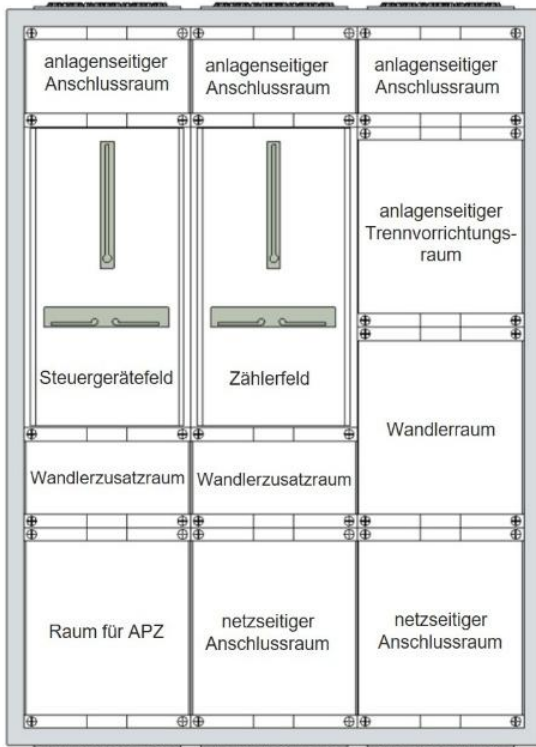 anlagenseitiger
Anschlussraum
anlagenseitiger
Anschlussraum
anlagenseitiger
Anschlussraum
anlagenseitiger
Trennvorrichtungs-
raum
Steuergerätefeld
Zählerfeld
Wandlerraum
Wandlerzusatzraum
Wandlerzusatzraum
Raum für APZ
netzseitiger
Anschlussraum
netzseitiger
Anschlussraum